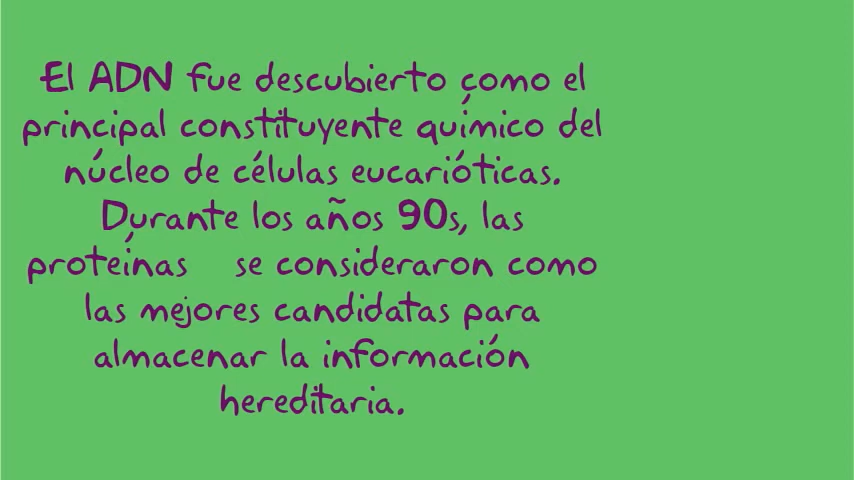 El ADN fue descubierto como el
principal constituyente químico del
núcleo de células eucarióticas.
Durante los años 90s, las
proteínas se consideraron como
las mejores candidatas para
almacenar la información
hereditaria.